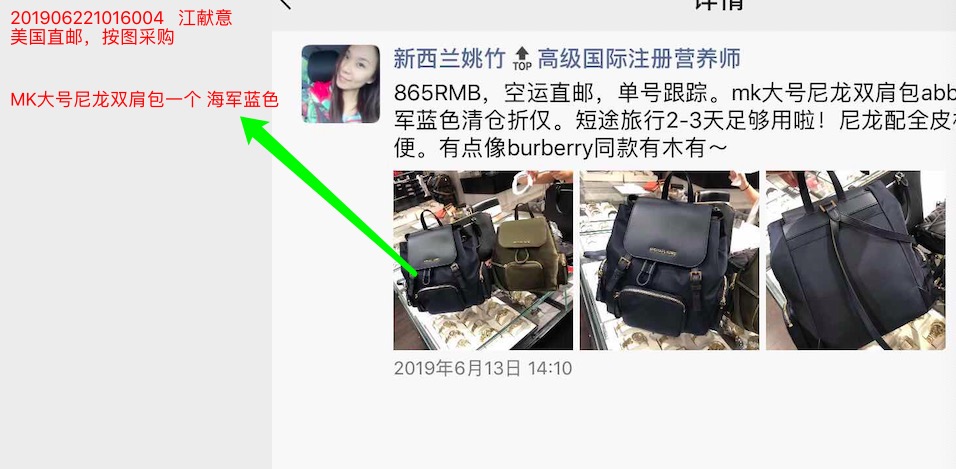 详情
201906221016004 江献意
美国直邮，按图采购
MK大号尼龙双肩包一个 海军蓝色
新西兰姚竹TOP高级国际注册营养师
865RMB，空运直邮，单号跟踪。mk大号尼龙双肩包abb
军蓝色清仓折仅。短途旅行2-3天足够用啦！尼龙配全皮
便。有点像burberry同款有木有～
MICHAEL KORS
2019年6月13日 14:10